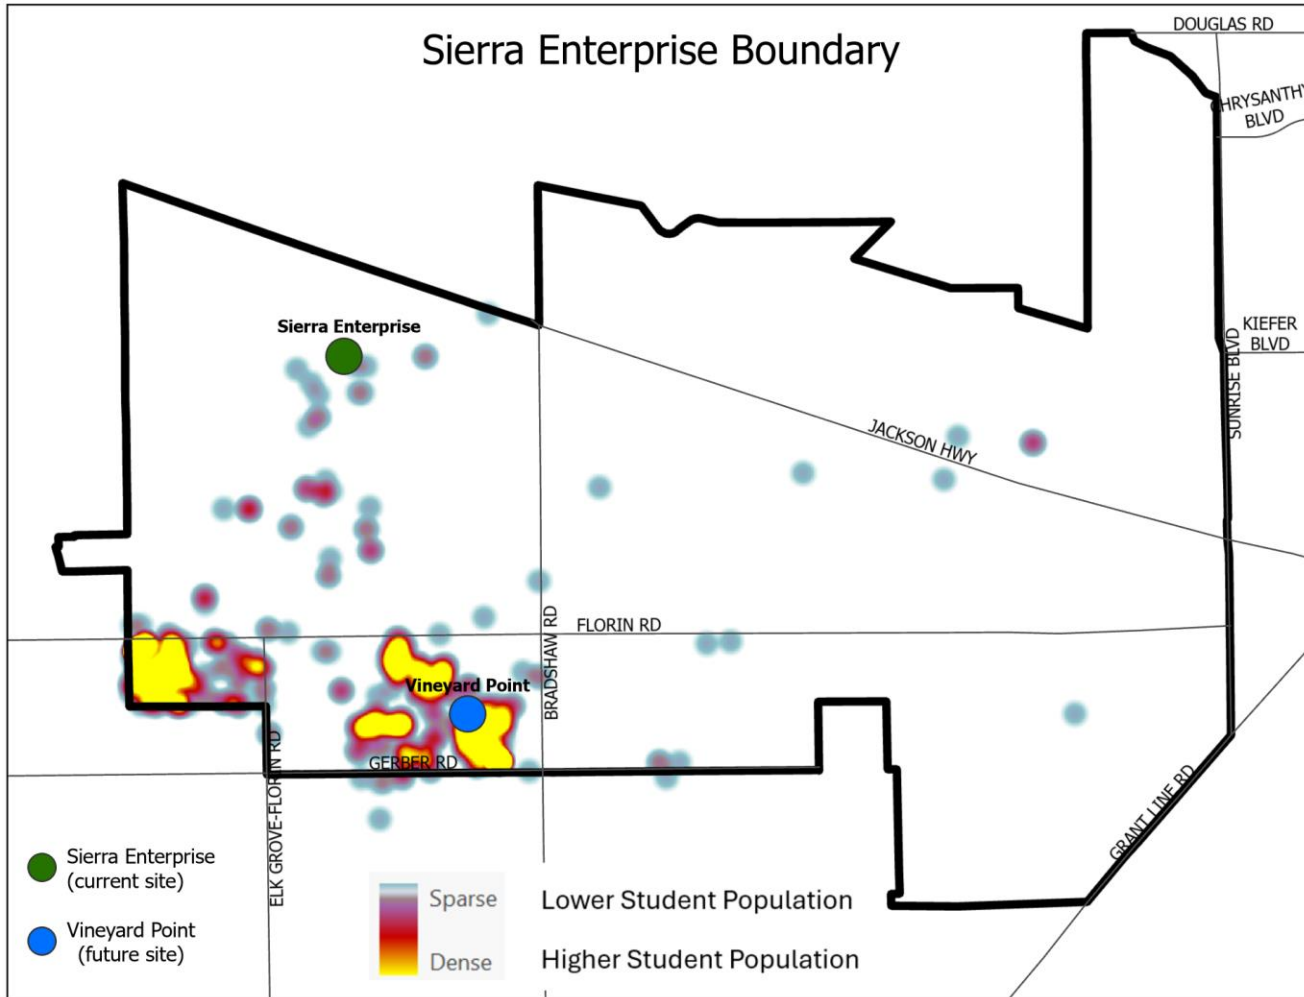 Sierra Enterprise Boundary
DOUGLAS RD
CHRYSANTHY
BLVD
Sierra Enterprise
KIEFER
BLVD
SUNRISE BLVD
JACKSON HWY
FLORIN RD
BRADSHAW RD
Vineyard Point
GERBER RD
ELK GROVE-FLORIN RD
GRANT LINE RD
Sierra Enterprise
(current site)
Vineyard Point
(future site)
Sparse
Dense
Lower Student Population
Higher Student Population